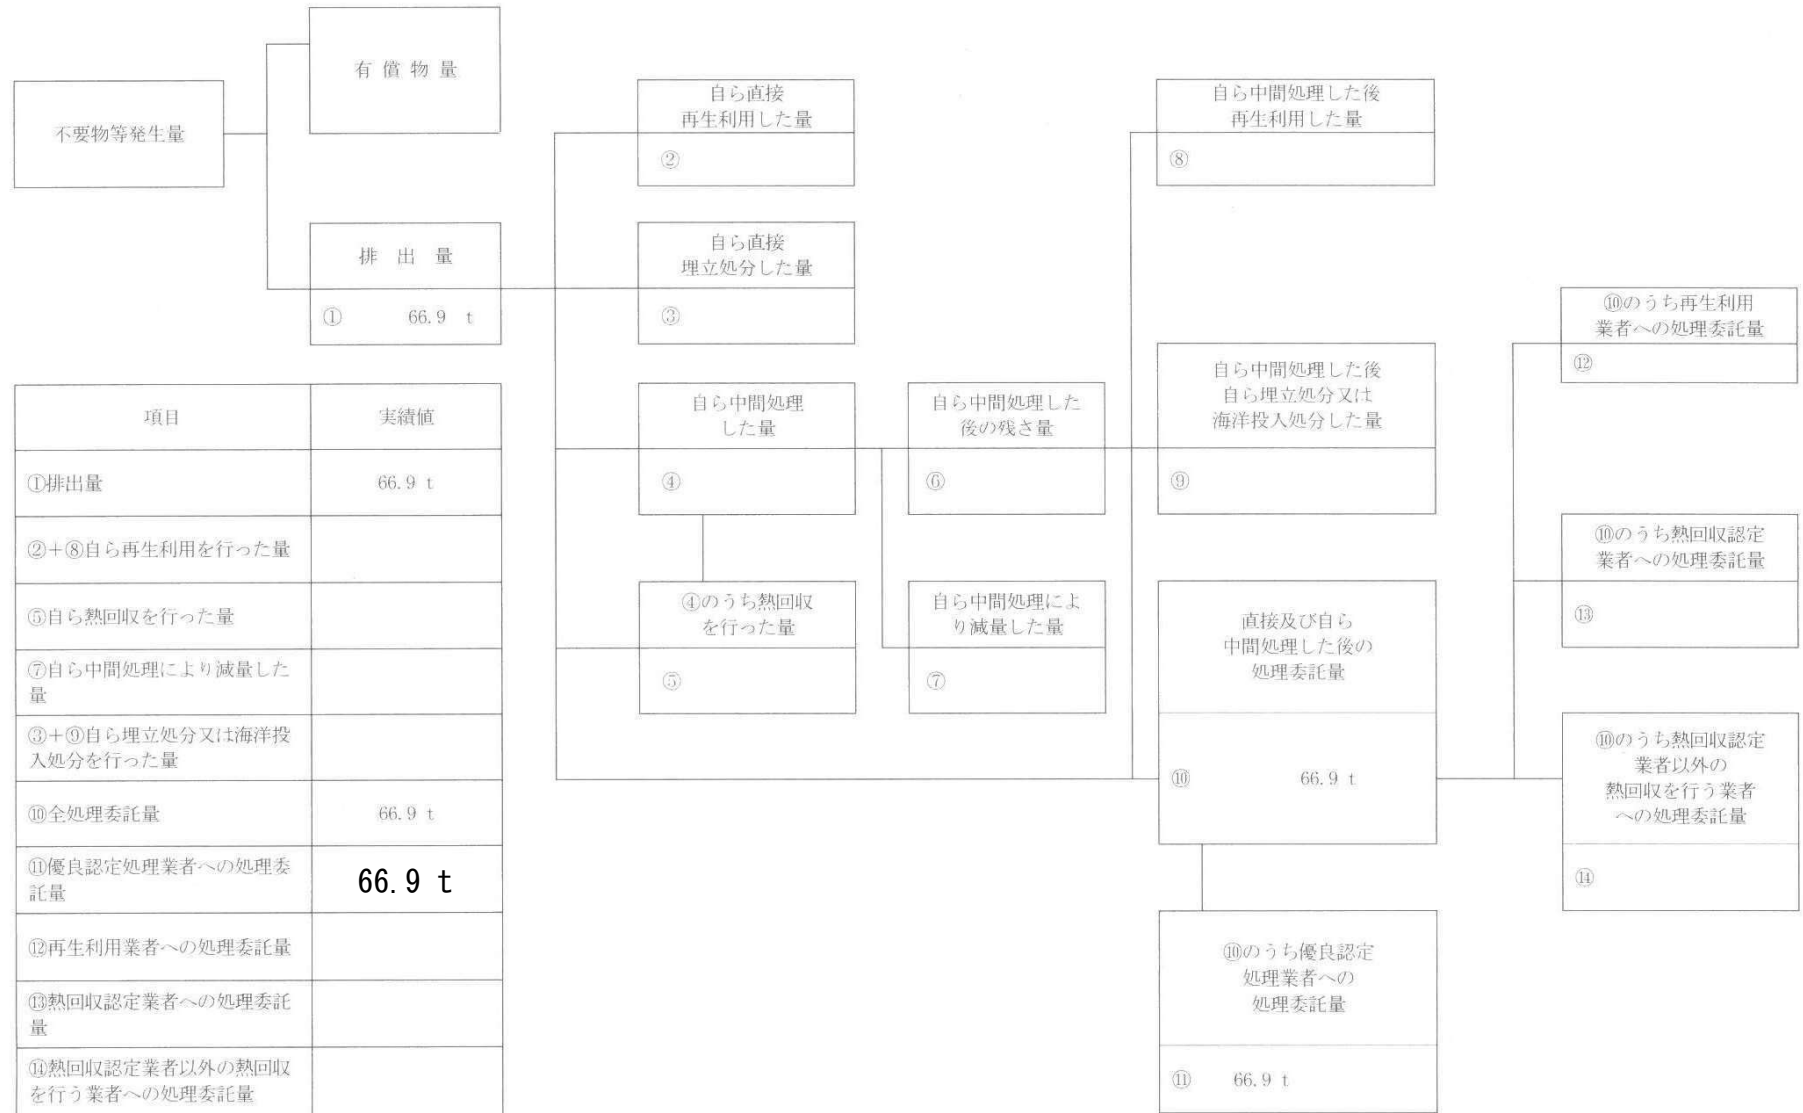 不要物等発生量
有償物量
排出量
① 66.9 t
自ら直接
再生利用した量
②
自ら直接
埋立処分した量
③
自ら中間処理
した量
④
④のうち熱回収
を行った量
⑤
自ら中間処理した
後の残さ量
⑥
自ら中間処理によ
り減量した量
⑦
自ら中間処理した後
再生利用した量
⑧
自ら中間処理した後
自ら埋立処分又は
海洋投入処分した量
⑨
直接及び自ら
中間処理した後の
処理委託量
⑩ 66.9 t
⑩のうち優良認定
処理業者への
処理委託量
⑪ 66.9 t
⑩のうち再生利用
業者への処理委託量
⑫
⑩のうち熱回収認定
業者への処理委託量
⑬
⑩のうち熱回収認定
業者以外の
熱回収を行う業者
への処理委託量
⑭
項目 実績値
①排出量 66.9 t
②+⑧自ら再生利用を行った量
⑤自ら熱回収を行った量
⑦自ら中間処理により減量した
量
③+⑨自ら埋立処分又は海洋投
入処分を行った量
⑩全処理委託量 66.9 t
⑪優良認定処理業者への処理委
託量 66.9 t
⑫再生利用業者への処理委託量
⑬熱回収認定業者への処理委託
量
⑭熱回収認定業者以外の熱回収
を行う業者への処理委託量